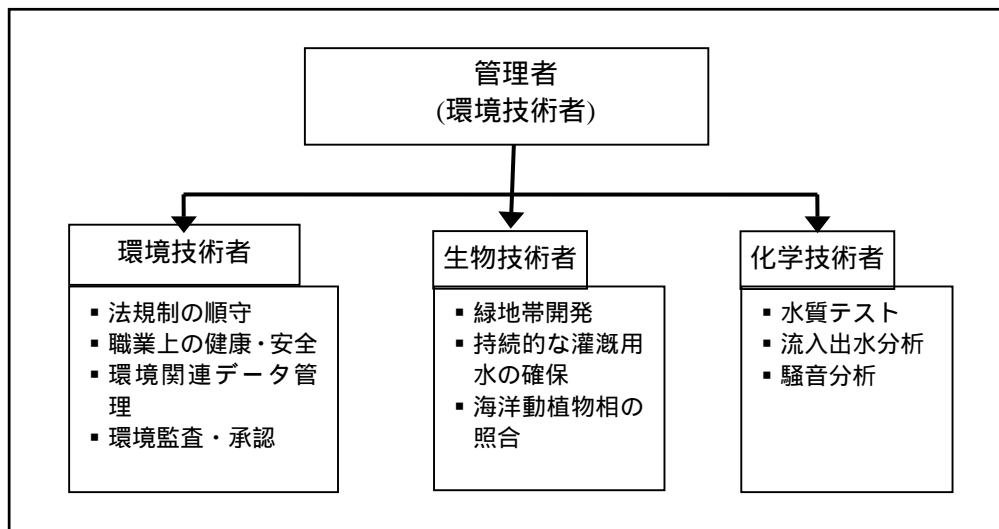 管理者
(環境技術者)
環境技術者
▪ 法規制の順守
▪ 職業上の健康・安全
▪ 環境関連データ管
理
▪ 環境監査・承認
生物技術者
▪ 緑地帯開発
▪ 持続的な灌漑用
水の確保
▪ 海洋動植物相の
照合
化学技術者
▪ 水質テスト
▪ 流入出水分析
▪ 騒音分析